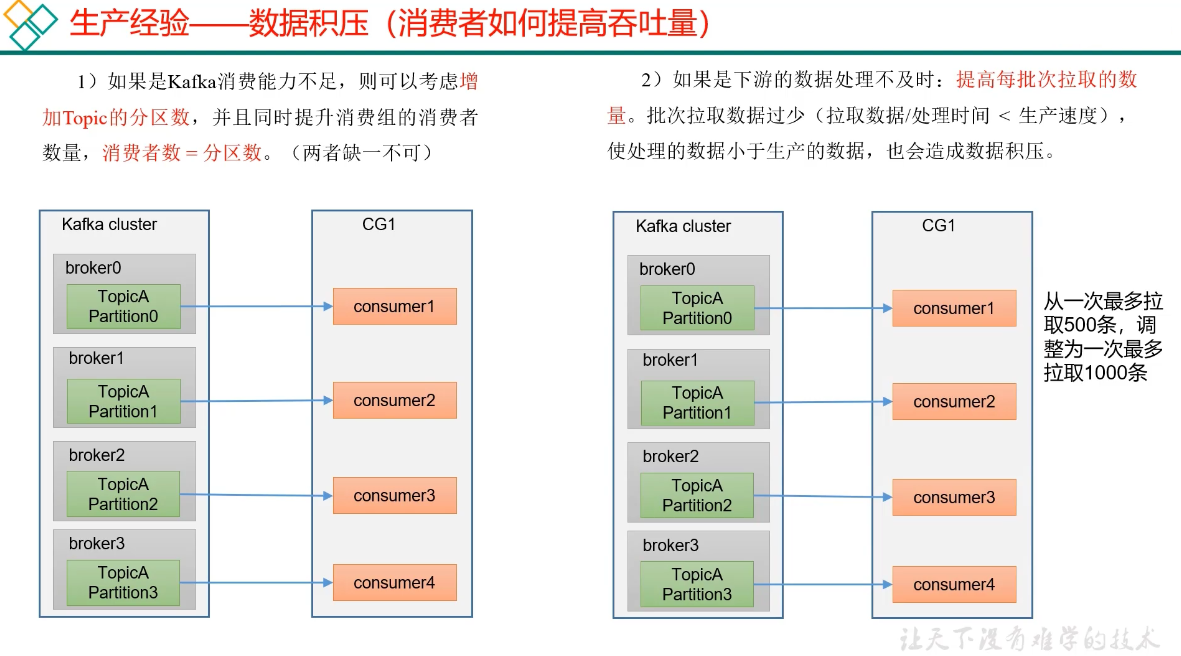 生产经验——数据积压（消费者如何提高吞吐量）
1）如果是Kafka消费能力不足，则可以考虑增
加Topic的分区数，并且同时提升消费组的消费者
数量，消费者数 = 分区数。（两者缺一不可）
2）如果是下游的数据处理不及时：提高每批次拉取的数
量。批次拉取数据过少（拉取数据/处理时间 < 生产速度），
使处理的数据小于生产的数据，也会造成数据积压。
Kafka cluster
CG1
broker0
TopicA
Partition0
consumer1
broker1
TopicA
Partition1
consumer2
broker2
TopicA
Partition2
consumer3
broker3
TopicA
Partition3
consumer4
Kafka cluster
CG1
broker0
TopicA
Partition0
consumer1
broker1
TopicA
Partition1
consumer2
broker2
TopicA
Partition2
consumer3
broker3
TopicA
Partition3
consumer4
从一次最多拉
取500条，调
整为一次最多
拉取1000条
让天下没有难学的技术